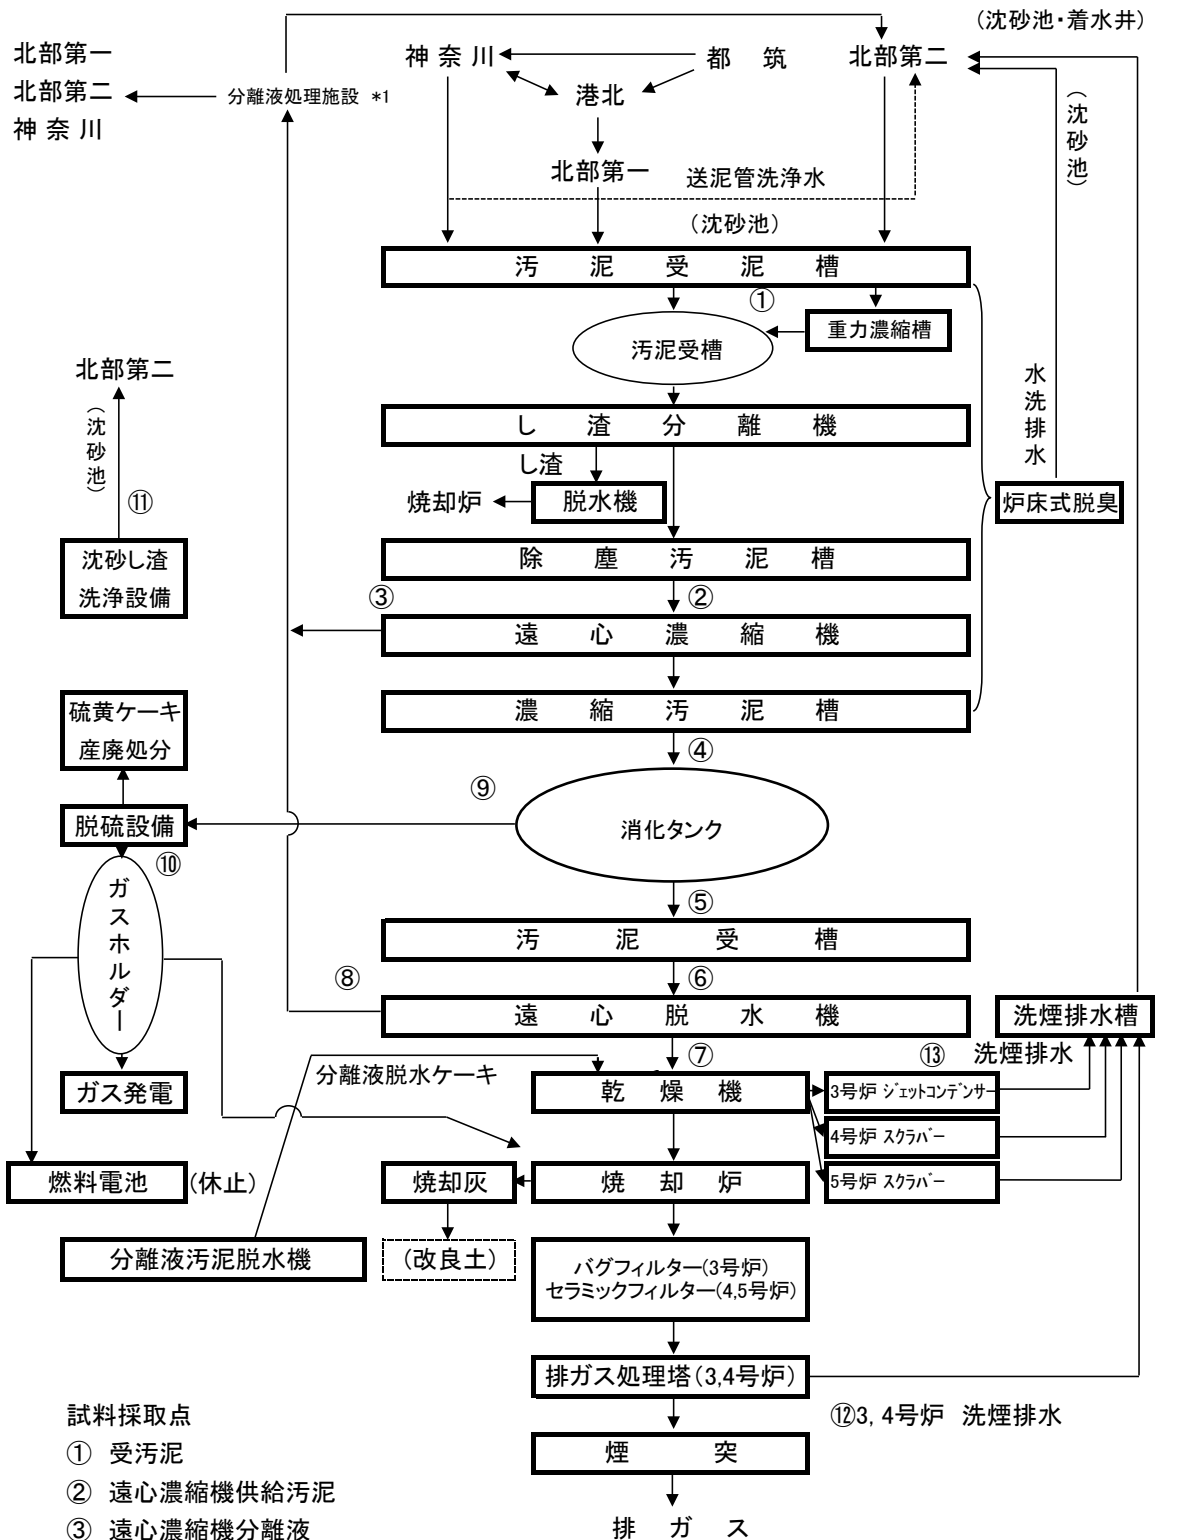 (沈砂池・着水井)
北部第一
北部第二
神奈川
分離液処理施設 *1
神奈川
都筑
北部第二
港北
(沈砂池)
北部第一
送泥管洗浄水
(沈砂池)
汚泥受泥槽
①
重力濃縮槽
汚泥受槽
北部第二
(沈砂池)
⑪
水洗排水
し渣分離機
し渣
焼却炉
脱水機
炉床式脱臭
沈砂し渣
洗浄設備
除塵汚泥槽
③
②
遠心濃縮機
硫黄ケーキ
産廃処分
濃縮汚泥槽
④
⑨
脱硫設備
消化タンク
⑩
ガスホルダー
⑤
汚泥受槽
⑧
⑥
遠心脱水機
洗煙排水槽
⑦
⑬
洗煙排水
ガス発電
分離液脱水ケーキ
乾燥機
3号炉 ジェットコンデンサー
4号炉 スクラバー
燃料電池
(休止)
焼却灰
焼却炉
5号炉 スクラバー
分離液汚泥脱水機
(改良土)
バグフィルター(3号炉)
セラミックフィルター(4,5号炉)
排ガス処理塔(3,4号炉)
⑫3,4号炉 洗煙排水
煙突
排ガス
試料採取点
① 受汚泥
② 遠心濃縮機供給汚泥
③ 遠心濃縮機分離液